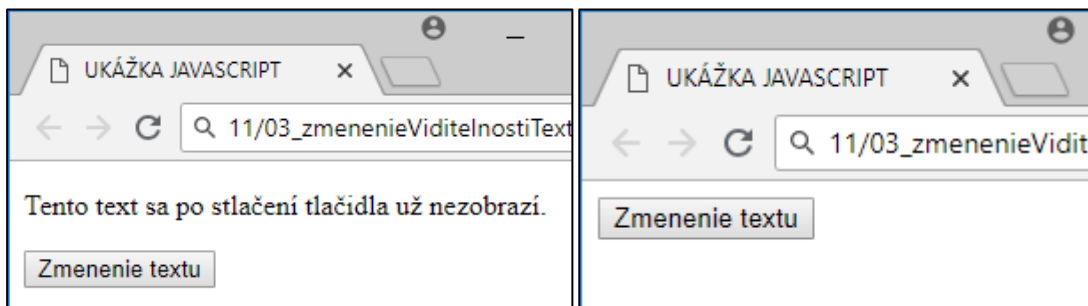 UKÁŽKA JAVASCRIPT
11/03_zmenenieViditelnostiText
Tento text sa po stlačení tlačidla už nezobrazí.
Zmenenie textu
UKÁŽKA JAVASCRIPT
11/03_zmenenieVidit
Zmenenie textu